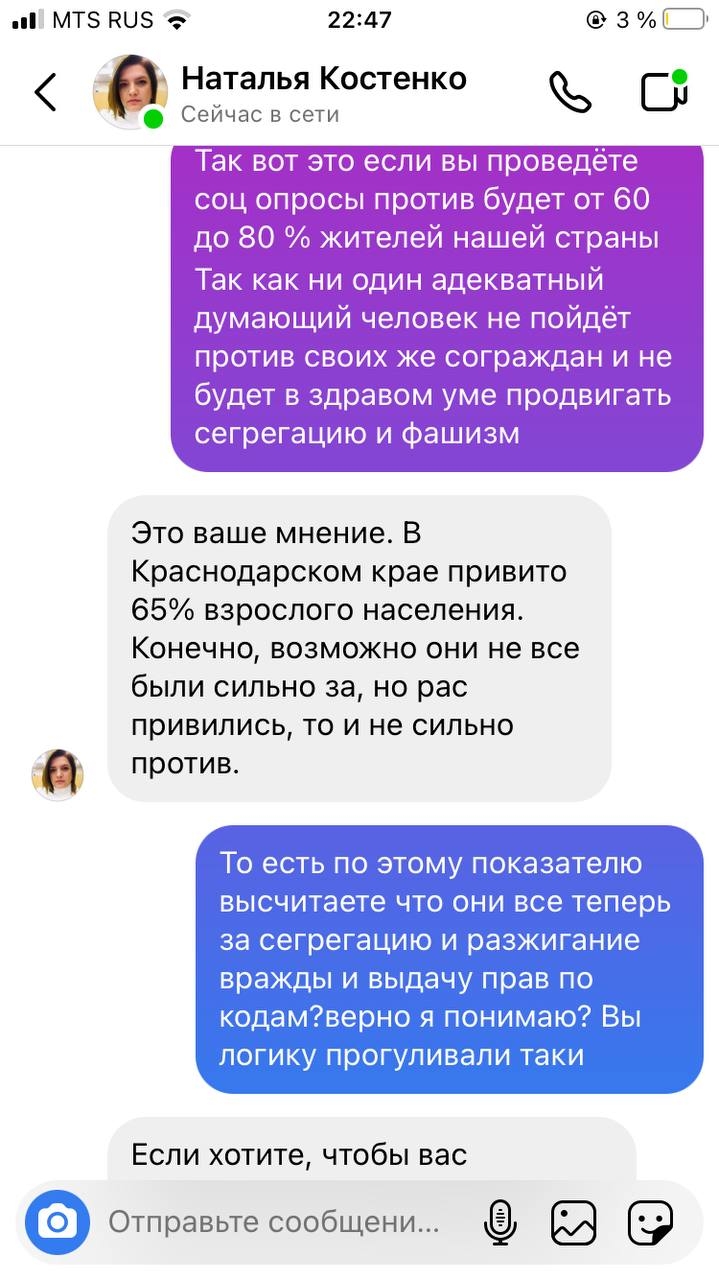 MTS RUS 22:47 3 %
Наталья Костенко
Сейчас в сети
Так вот это если вы проведёте
соц опросы против будет от 60
до 80 % жителей нашей страны
Так как ни один адекватный
думающий человек не пойдёт
против своих же сограждан и не
будет в здравом уме продвигать
сегрегацию и фашизм
Это ваше мнение. В
Краснодарском крае привито
65% взрослого населения.
Конечно, возможно они не все
были сильно за, но рас
привились, то и не сильно
против.
То есть по этому показателю
высчитаете что они все теперь
за сегрегацию и разжигание
вражды и выдачу прав по
кодам?верно я понимаю? Вы
логику прогуливали таки
Если хотите, чтобы вас
Отправьте сообщени...